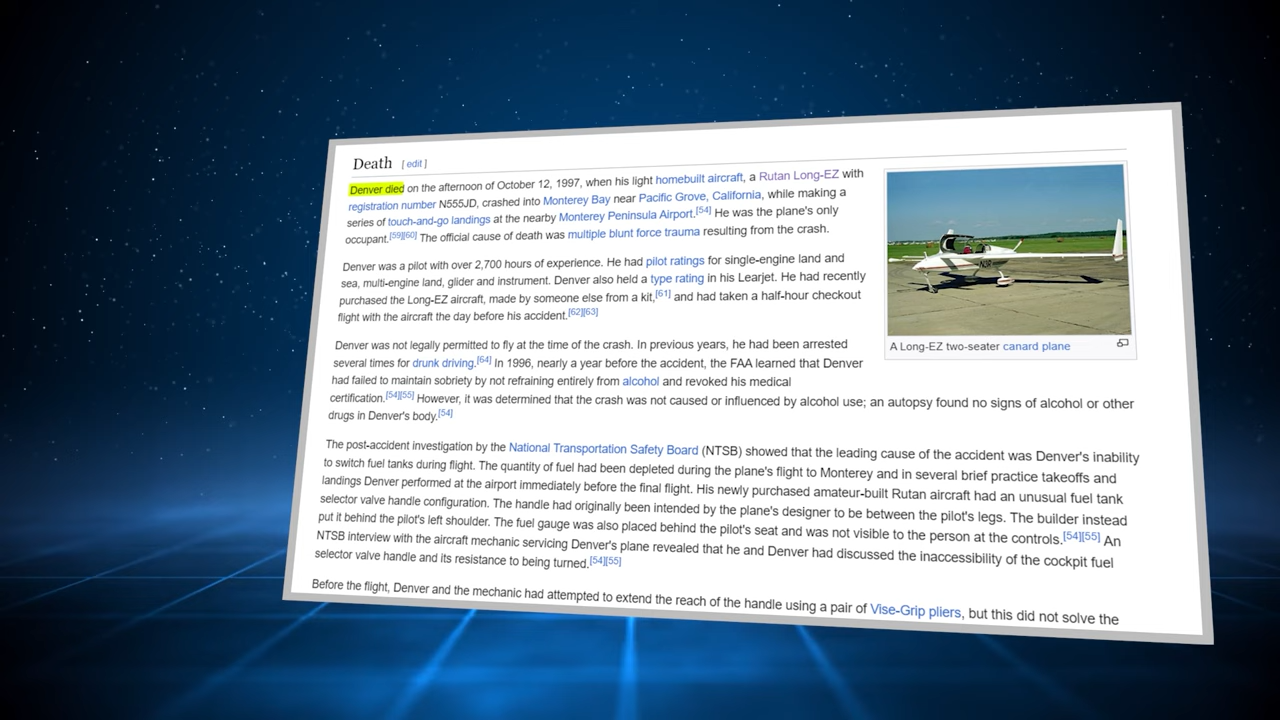 Death [ edit ]
Denver died on the afternoon of October 12, 1997, when his light homebuilt aircraft, a Rutan Long-EZ with
registration number N555JD, crashed into Monterey Bay near Pacific Grove, California, while making a
series of touch-and-go landings at the nearby Monterey Peninsula Airport.[54] He was the plane's only
occupant.[59][60] The official cause of death was multiple blunt force trauma resulting from the crash.
Denver was a pilot with over 2,700 hours of experience. He had pilot ratings for single-engine land and
sea, multi-engine land, glider and instrument. Denver also held a type rating in his Learjet. He had recently
purchased the Long-EZ aircraft, made by someone else from a kit,[61] and had taken a half-hour checkout
flight with the aircraft the day before his accident.[62][63]
A Long-EZ two-seater canard plane
Denver was not legally permitted to fly at the time of the crash. In previous years, he had been arrested
several times for drunk driving.[64] In 1996, nearly a year before the accident, the FAA learned that Denver
had failed to maintain sobriety by not refraining entirely from alcohol and revoked his medical
certification.[54][55] However, it was determined that the crash was not caused or influenced by alcohol use; an autopsy found no signs of alcohol or other
drugs in Denver's body.[54]
The post-accident investigation by the National Transportation Safety Board (NTSB) showed that the leading cause of the accident was Denver's inability
to switch fuel tanks during flight. The quantity of fuel had been depleted during the plane's flight to Monterey and in several brief practice takeoffs and
landings Denver performed at the airport immediately before the final flight. His newly purchased amateur-built Rutan aircraft had an unusual fuel tank
selector valve handle configuration. The handle had originally been intended by the plane's designer to be between the pilot's legs. The builder instead
put it behind the pilot's left shoulder. The fuel gauge was also placed behind the pilot's seat and was not visible to the person at the controls.[54][55] An
NTSB interview with the aircraft mechanic servicing Denver's plane revealed that he and Denver had discussed the inaccessibility of the cockpit fuel
selector valve handle and its resistance to being turned.[54][55]
Before the flight, Denver and the mechanic had attempted to extend the reach of the handle using a pair of Vise-Grip pliers, but this did not solve the